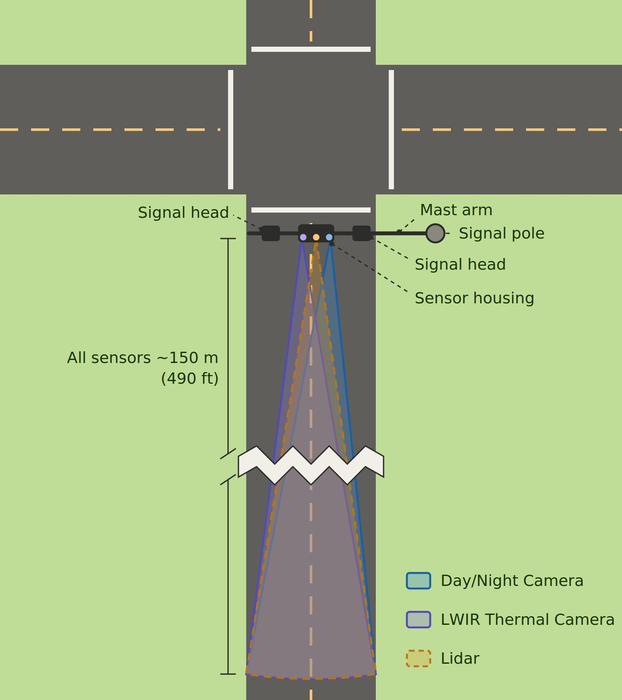 Signal head
Mast arm
Signal pole
Signal head
Sensor housing
All sensors ~150 m
(490 ft)
Day/Night Camera
LWIR Thermal Camera
Lidar